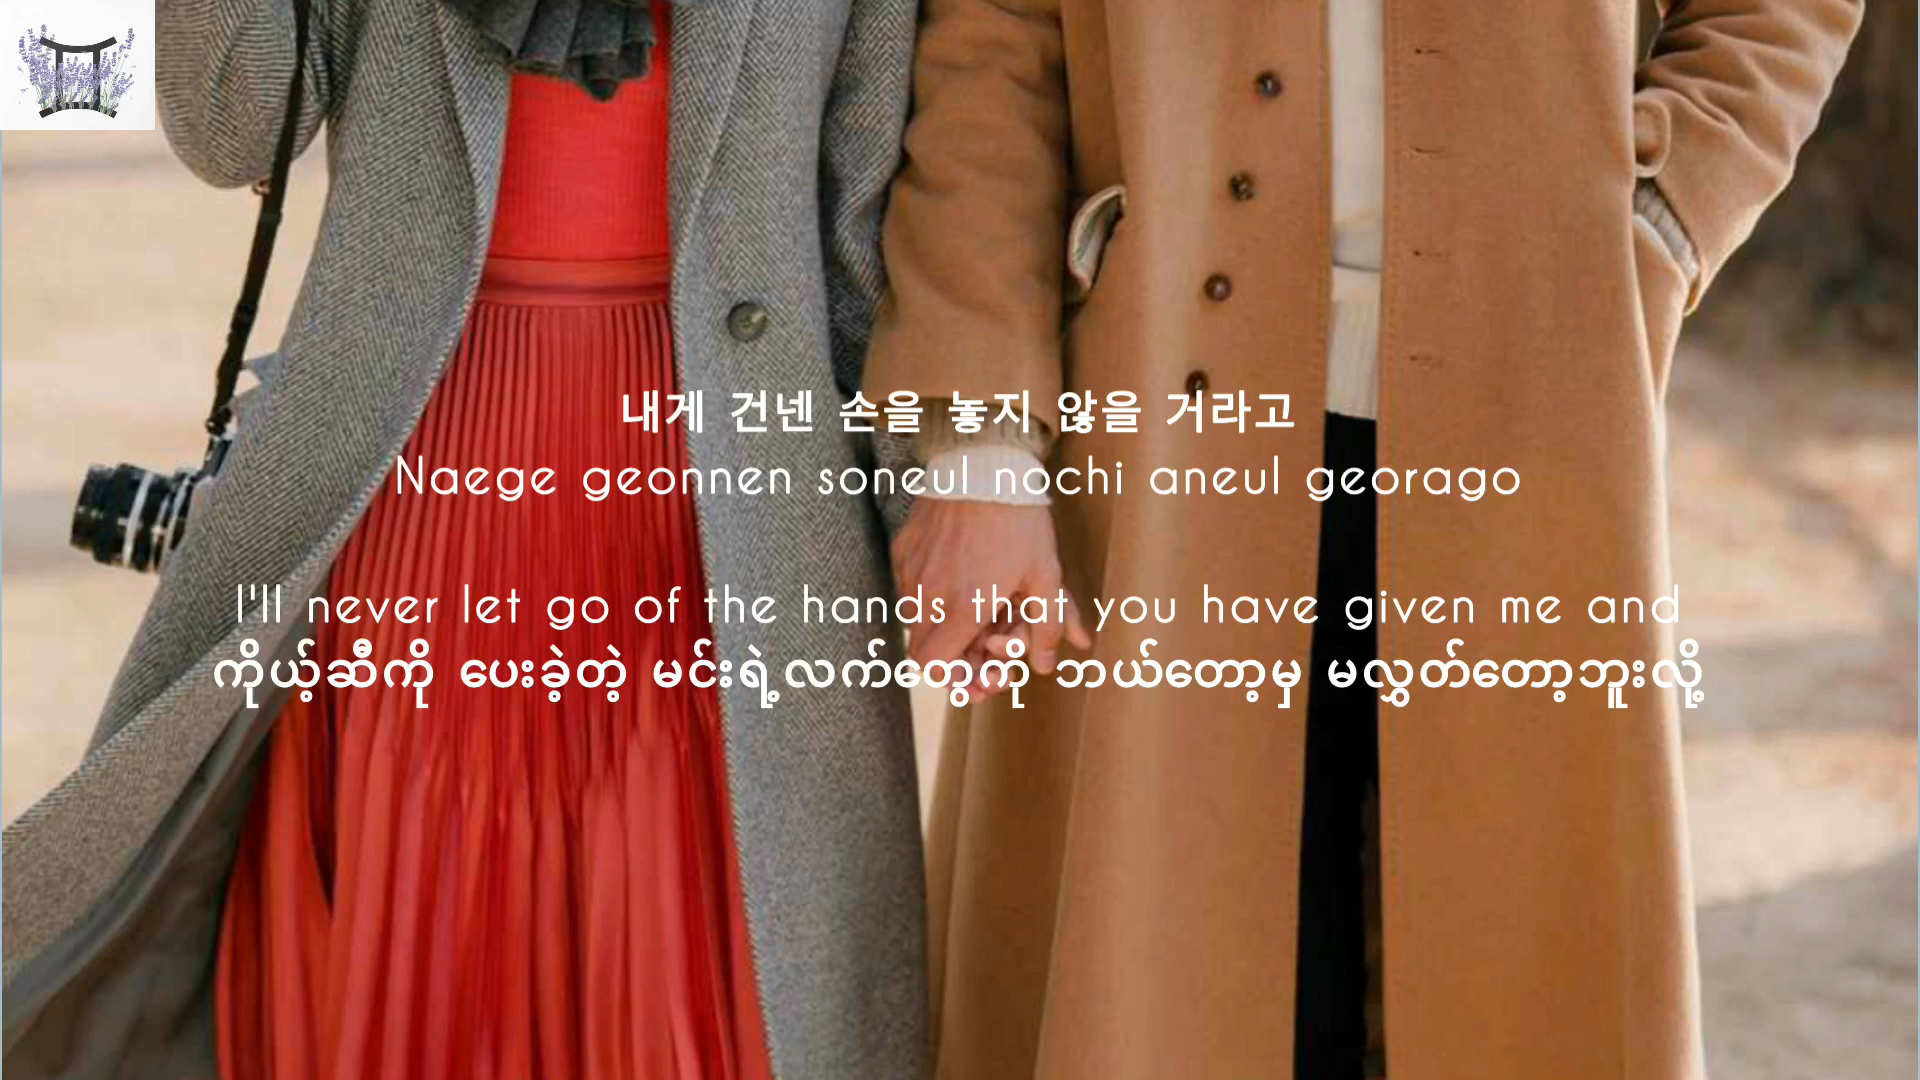 내게 건넨 손을 놓지 않을 거라고
Naege geonnen soneul nochi aneul georago
I'll never let go of the hands that you have given me and
ကိုယ့်ဆီကို ပေးခဲ့တဲ့ မင်းရဲ့လက်တွေကို ဘယ်တော့မှ မလွှတ်တော့ဘူးလို့